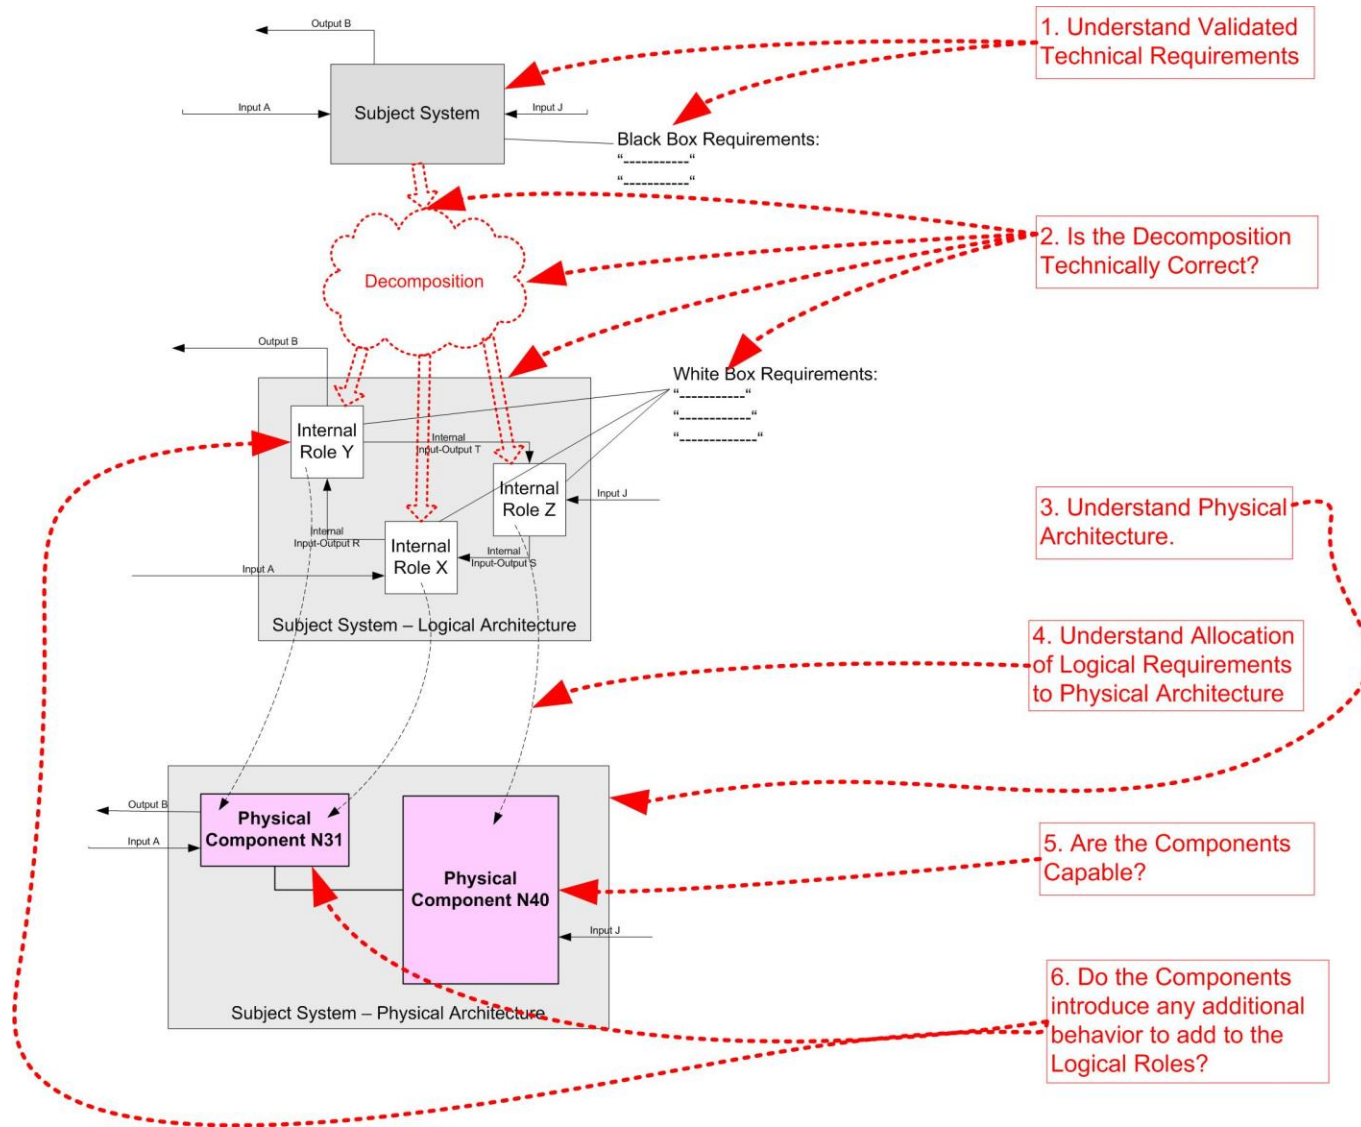 Output B
1. Understand Validated
Technical Requirements
Input A
Subject System
Input J
Black Box Requirements:
“-----------“
“-----------“
2. Is the Decomposition
Technically Correct?
Decomposition
Output B
White Box Requirements:
“-----------“
“------------“
“-------------“
Internal
Role Y
Internal
Input-Output T
Internal
Role Z
Input J
3. Understand Physical
Architecture.
Internal
Input-Output R
Internal
Role X
Internal
Input-Output S
Input A
Subject System – Logical Architecture
4. Understand Allocation
of Logical Requirements
to Physical Architecture
Output B
Input A
Physical
Component N31
Physical
Component N40
5. Are the Components
Capable?
Input J
Subject System – Physical Architecture
6. Do the Components
introduce any additional
behavior to add to the
Logical Roles?